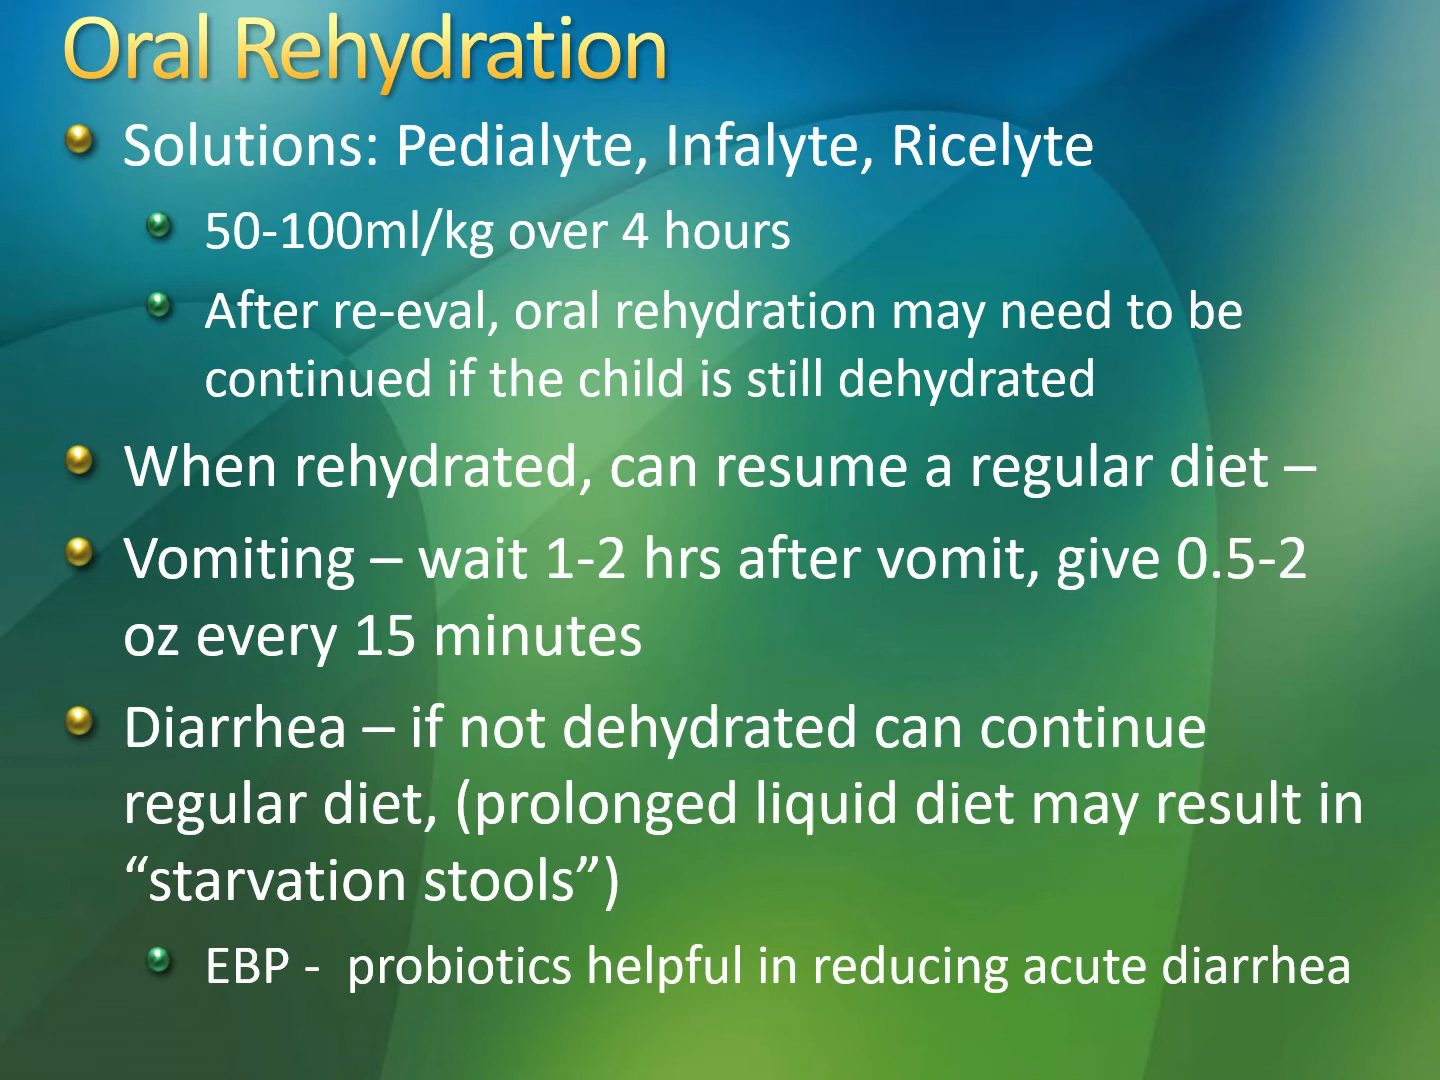 Oral Rehydration
Solutions: Pedialyte, Infalyte, Ricelyte
50-100ml/kg over 4 hours
After re-eval, oral rehydration may need to be
continued if the child is still dehydrated
When rehydrated, can resume a regular diet –
Vomiting – wait 1-2 hrs after vomit, give 0.5-2
oz every 15 minutes
Diarrhea – if not dehydrated can continue
regular diet, (prolonged liquid diet may result in
“starvation stools”)
EBP -  probiotics helpful in reducing acute diarrhea